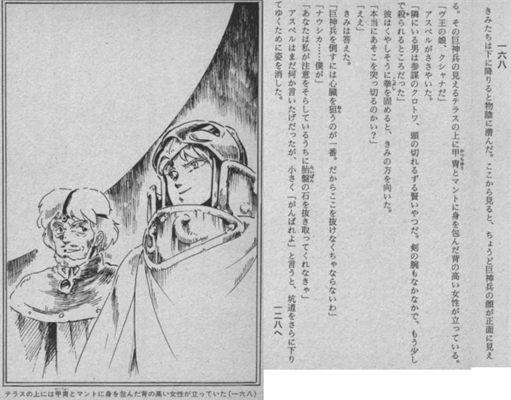 一六八
きみたちは下に降りると物陰に潜んだ。ここから見ると、ちょうど巨神兵の顔が正面に見え
る。その巨神兵の見えるテラスの上に甲冑とマントに身を包んだ背の高い女性が立っている。
「ヴ王の娘、クシャナだ」
アスベルがささやいた。
「隣にいる男は参謀のクロトワ、頭の切れるずる賢いやつだ。剣の腕もなかなかで、もう少し
で殺られるところだった」
彼はくやしそうに拳を固めると、きみの方を向いた。
「本当にあそこを突っ切るのかい？」
「ええ」
きみは答えた。
「巨神兵を倒すには心臓を狙うのが一番。だからここを抜けなくちゃならないわ」
「ナウシカ……僕が」
「あなたは私が注意をそらしているうちに胎盤の石を抜き取ってくれなきゃ」
アスベルはまだ何か言いたげだったが、小さく「がんばれよ」と言うと、坑道をさらに下り
てゆくために姿を消した。
一二八へ
テラスの上には甲冑とマントに身を包んだ背の高い女性が立っていた(一六八)